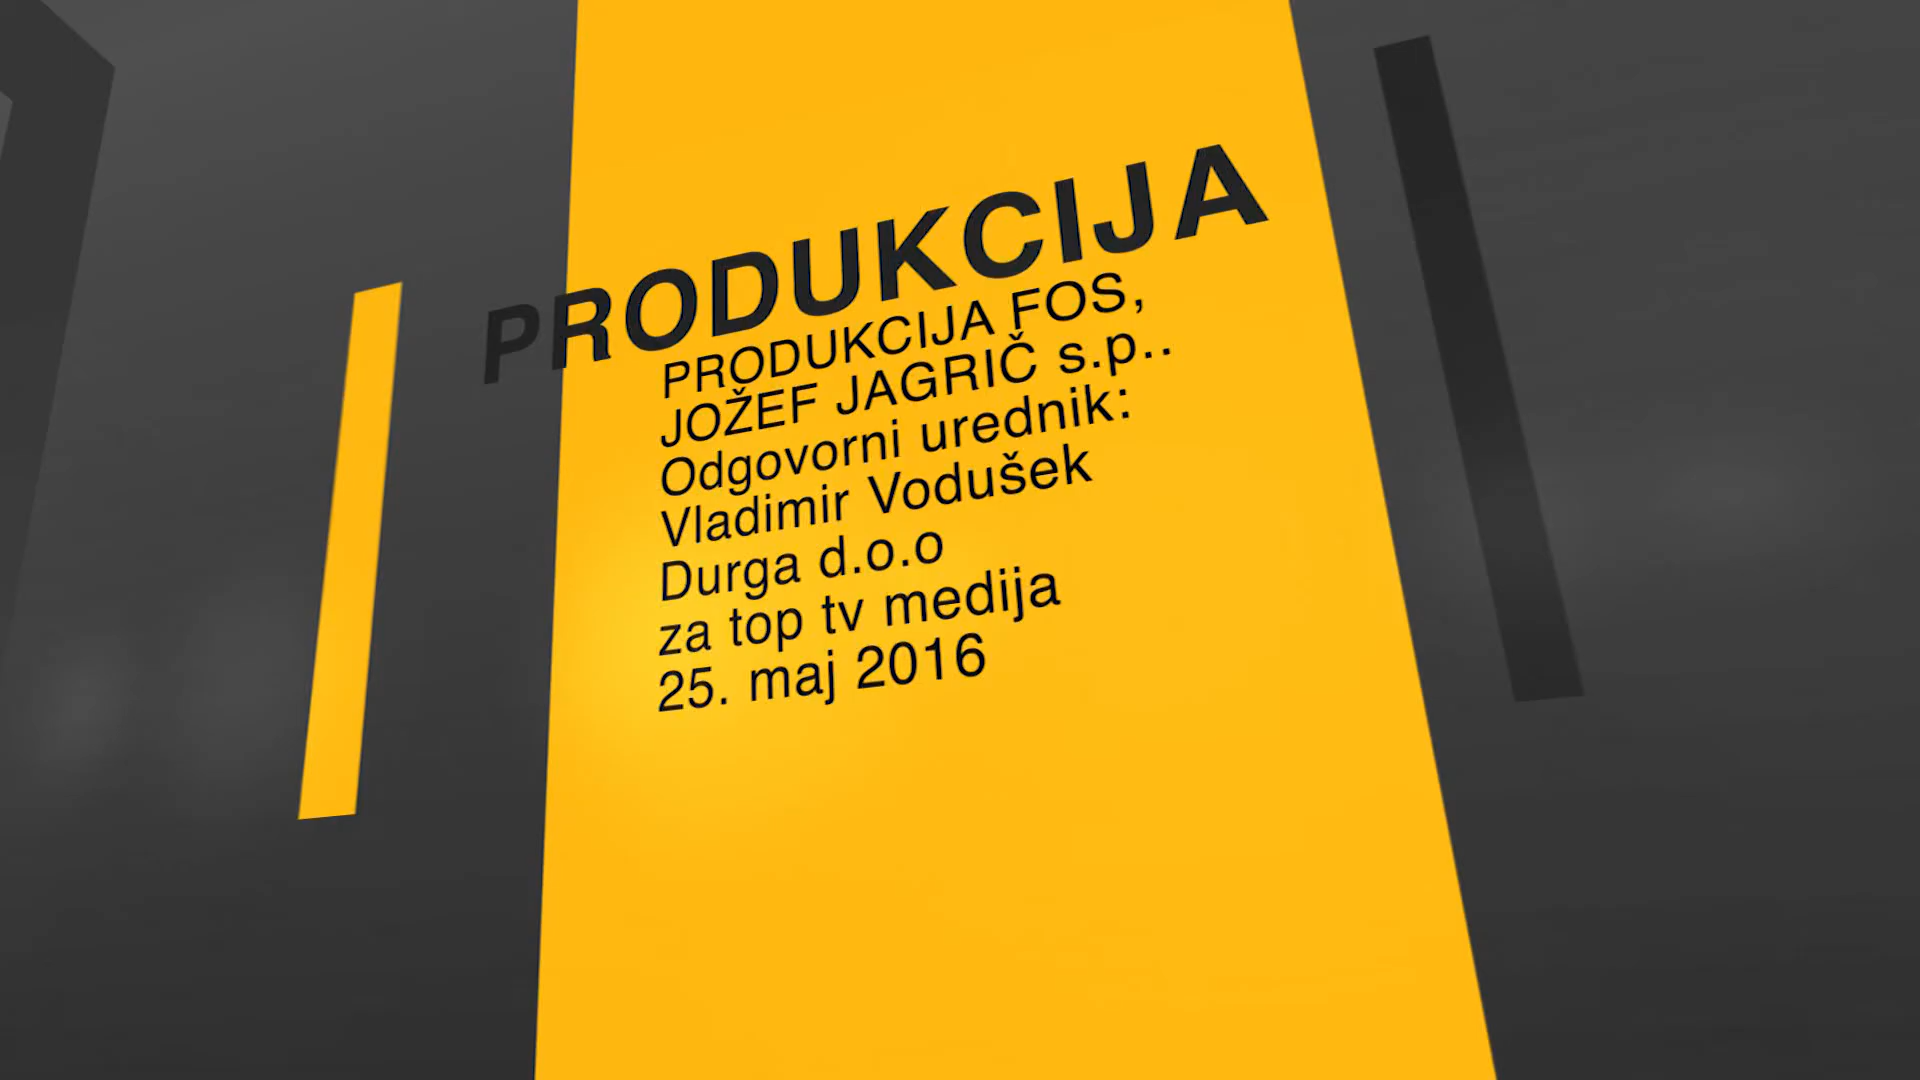 PRODUKCIJA
PRODUKCIJA FOS,
JOŽEF JAGRIČ s.p..
Odgovorni urednik:
Vladimir Vodušek
Durga d.o.o
za top tv medija
25. maj 2016